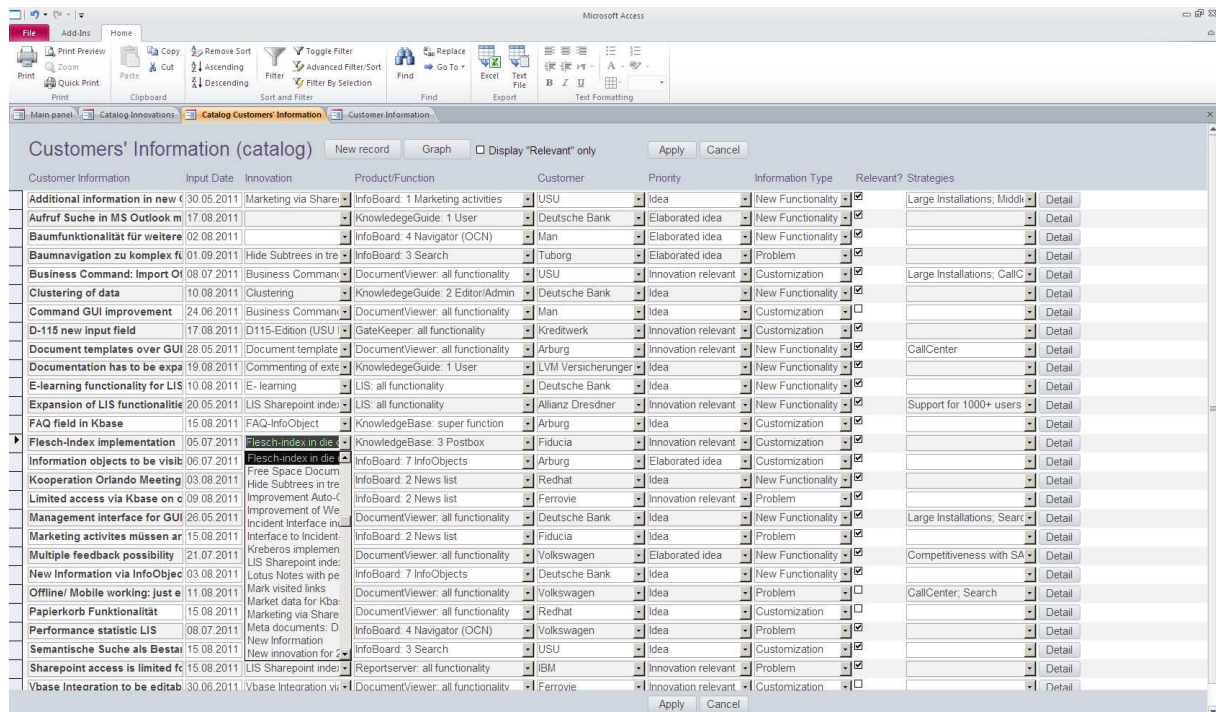 Microsoft Access
File Add-Ins Home
Print Preview Copy Remove Sort Toggle Filter Replace
Zoom Cut Ascending Advanced Filter/Sort Go To
Print Quick Print Paste Descending Filter Filter By Selection Find Excel Text File B I U
Print Clipboard Sort and Filter Find Export Text Formatting
Main panel Catalog Innovations Catalog Customers' Information Customer Information
Customers' Information (catalog) New record Graph Display "Relevant" only Apply Cancel
Customer Information Input Date Innovation Product/Function Customer Priority Information Type Relevant? Strategies
Additional information in new 30.05.2011 Marketing via Share InfoBoard: 1 Marketing activities USU Idea New Functionality Large Installations; Middl Detail
Aufruf Suche in MS Outlook m 17.08.2011 KnowledegeGuide: 1 User Deutsche Bank Elaborated idea New Functionality Detail
Baumfunktionalität für weitere 02.08.2011 InfoBoard: 4 Navigator (OCN) Man Elaborated idea New Functionality Detail
Baumnavigation zu komplex fü 01.09.2011 Hide Subtrees in tre InfoBoard: 3 Search Tuborg Elaborated idea Problem Detail
Business Command: Import Of 08.07.2011 Business Comman DocumentViewer: all functionality USU Innovation relevant Customization Large Installations; CallC Detail
Clustering of data 10.08.2011 Clustering KnowledegeGuide: 2 Editor/Admin Deutsche Bank Idea New Functionality Detail
Command GUI improvement 24.06.2011 Business Comman DocumentViewer: all functionality Man Idea Customization Detail
D-115 new input field 17.08.2011 D115-Edition (USU GateKeeper: all functionality Kreditwerk Innovation relevant Customization Detail
Document templates over GUI 28.05.2011 Document template DocumentViewer: all functionality Arburg Innovation relevant New Functionality CallCenter Detail
Documentation has to be expa 19.08.2011 Commenting of exte KnowledegeGuide: 1 User LVM Versicherunger Idea New Functionality Detail
E-learning functionality for LIS 10.08.2011 E- learning LIS: all functionality Deutsche Bank Idea New Functionality Detail
Expansion of LIS functionalitie 20.05.2011 LIS Sharepoint index LIS: all functionality Allianz Dresdner Innovation relevant New Functionality Support for 1000+ users Detail
FAQ field in Kbase 15.08.2011 FAQ-InfoObject KnowledgeBase: super function Arburg Idea Customization Detail
Flesch-Index implementation 05.07.2011 Flesch-index in die KnowledgeBase: 3 Postbox Fiducia Innovation relevant Customization Detail
Information objects to be visib 06.07.2011 Flesch-index in die InfoBoard: 7 InfoObjects Arburg Elaborated idea Customization Detail
Free Space Docum
Kooperation Orlando Meeting 03.08.2011 Hide Subtrees in tre InfoBoard: 2 News list Redhat Idea New Functionality Detail
Limited access via Kbase on 09.08.2011 Improvement Auto- InfoBoard: 2 News list Ferrovie Innovation relevant Problem Detail
Improvement of We
Management interface for GUI 26.05.2011 Incident Interface in DocumentViewer: all functionality Deutsche Bank Idea New Functionality Large Installations; Searc Detail
Marketing activites müssen ar 15.08.2011 Interface to Incident- InfoBoard: 2 News list Fiducia Idea Problem Detail
Multiple feedback possibility 21.07.2011 Kreberos implemen DocumentViewer: all functionality Volkswagen Elaborated idea New Functionality Competitiveness with SA Detail
LIS Sharepoint inde
New Information via InfoObjec 03.08.2011 Lotus Notes with pe InfoBoard: 7 InfoObjects Deutsche Bank Idea New Functionality Detail
Offline/ Mobile working: just e 11.08.2011 Mark visited links DocumentViewer: all functionality Volkswagen Idea Problem CallCenter; Search Detail
Market data for Kba
Papierkorb Funktionalität 15.08.2011 Marketing via Share DocumentViewer: all functionality Redhat Idea Customization Detail
Performance statistic LIS 08.07.2011 Meta documents: D InfoBoard: 4 Navigator (OCN) Volkswagen Idea Problem Detail
New Information
Semantische Suche als Bestar 15.08.2011 New innovation for 2 InfoBoard: 3 Search USU Idea Customization Detail
Sharepoint access is limited fo 15.08.2011 LIS Sharepoint index Reportserver: all functionality IBM Innovation relevant Problem Detail
Vbase Integration to be editab 30.06.2011 Vbase Integration vi DocumentViewer: all functionality Ferrovie Innovation relevant Customization Detail
Apply Cancel